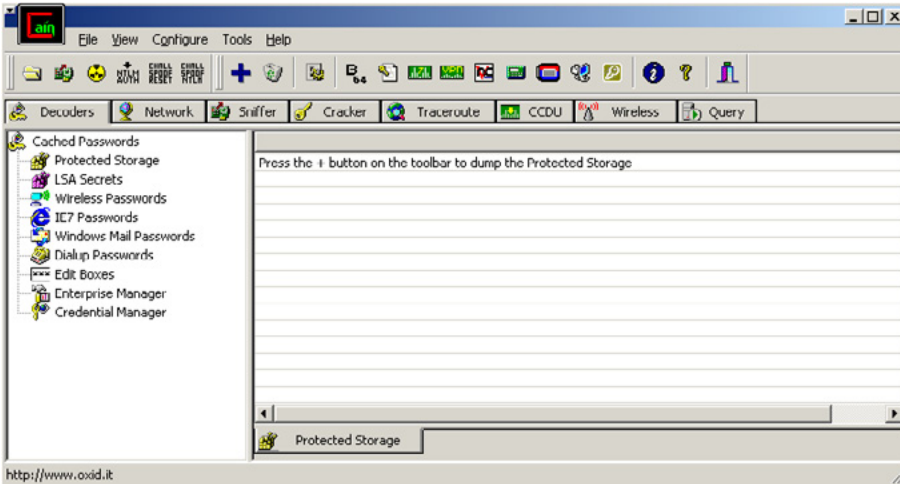 Caín
File View Configure Tools Help
NTLM AUTH
CHALL SPOOF RESET
CHALL SPOOF NTLM
B64
Decoders Network Sniffer Cracker Traceroute CCDU Wireless Query
Cached Passwords
Protected Storage
LSA Secrets
Wireless Passwords
IE7 Passwords
Windows Mail Passwords
Dialup Passwords
Edit Boxes
Enterprise Manager
Credential Manager
Press the + button on the toolbar to dump the Protected Storage
Protected Storage
http://www.oxid.it